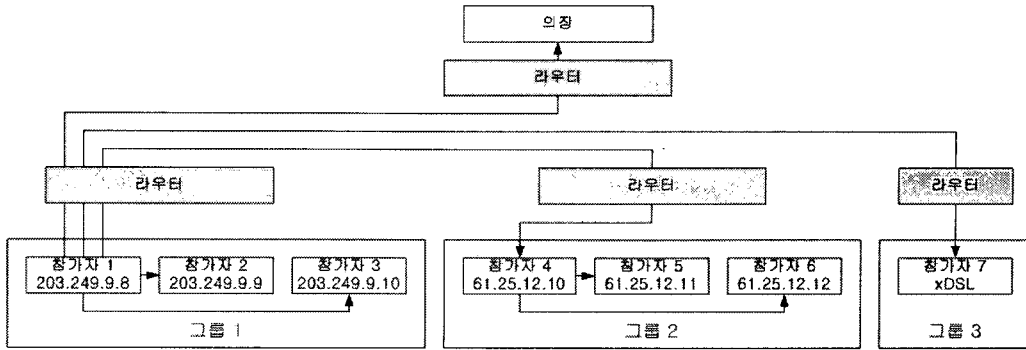 의장
라우터
라우터
라우터
라우터
참가자 1
203.249.9.8
참가자 2
203.249.9.9
참가자 3
203.249.9.10
그룹 1
참가자 4
61.25.12.10
참가자 5
61.25.12.11
참가자 6
61.25.12.12
그룹 2
참가자 7
xDSL
그룹 3